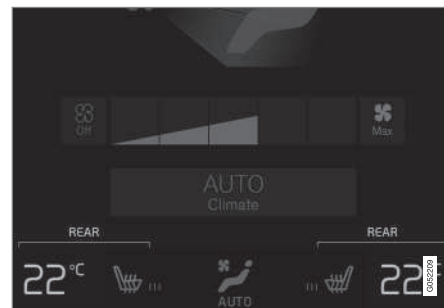 Off
Max
AUTO
Climate
REAR REAR
22°C 22°
AUTO
G052209